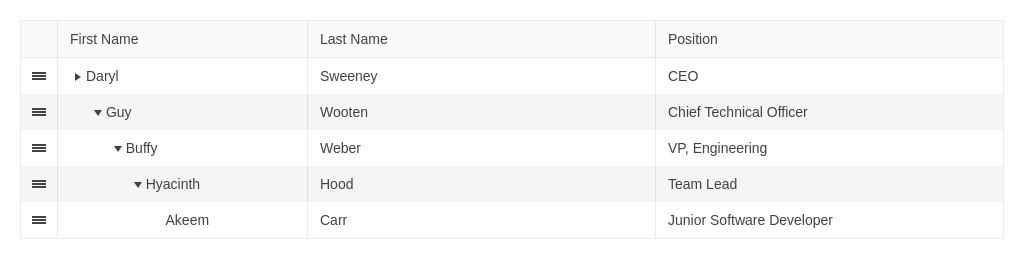 First Name Last Name Position
Daryl Sweeney CEO
Guy Wooten Chief Technical Officer
Buffy Weber VP, Engineering
Hyacinth Hood Team Lead
Akeem Carr Junior Software Developer